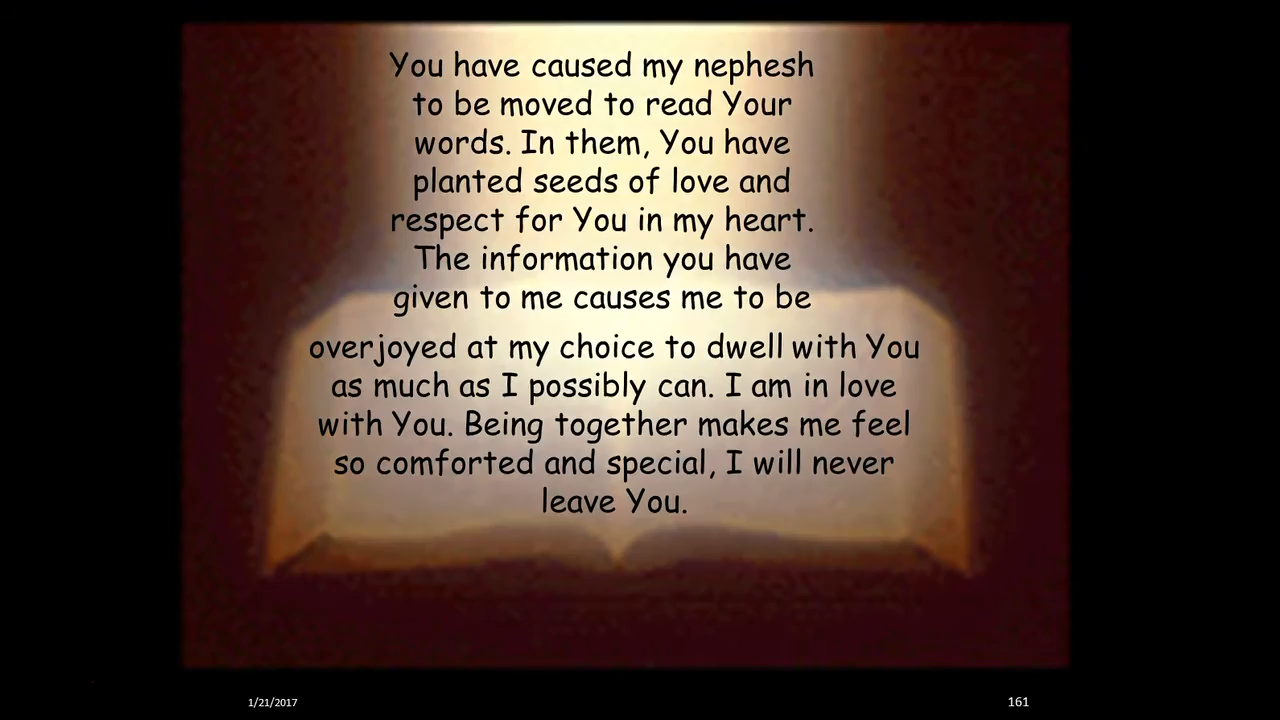 You have caused my nephesh
to be moved to read Your
words. In them, You have
planted seeds of love and
respect for You in my heart.
The information you have
given to me causes me to be
overjoyed at my choice to dwell with You
as much as I possibly can. I am in love
with You. Being together makes me feel
so comforted and special, I will never
leave You.
1/21/2017
161